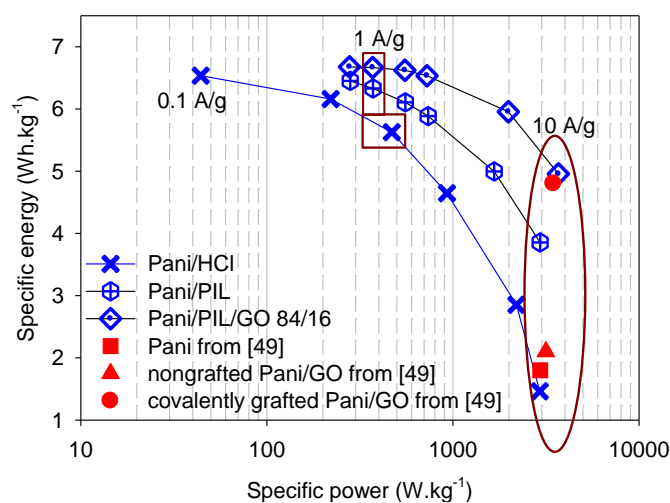 7
6
5
4
3
2
1
Specific energy (Wh.kg⁻¹)
1 A/g
0.1 A/g
10 A/g
Pani/HCl
Pani/PIL
Pani/PIL/GO 84/16
Pani from [49]
nongrafted Pani/GO from [49]
covalently grafted Pani/GO from [49]
10 100 1000 10000
Specific power (W.kg⁻¹)